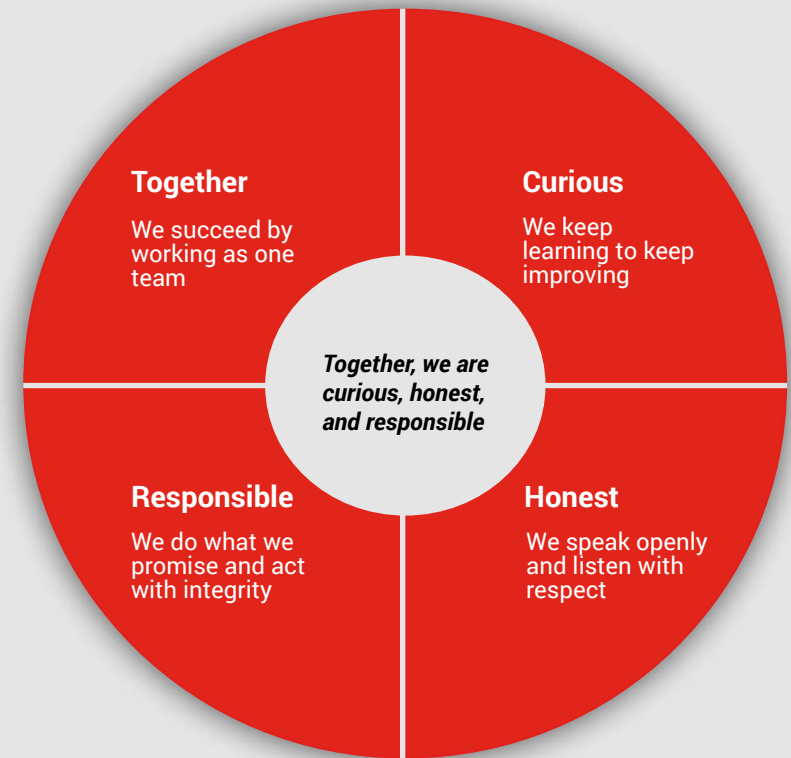 Together
We succeed by
working as one
team
Curious
We keep
learning to keep
improving
Together, we are
curious, honest,
and responsible
Responsible
We do what we
promise and act
with integrity
Honest
We speak openly
and listen with
respect